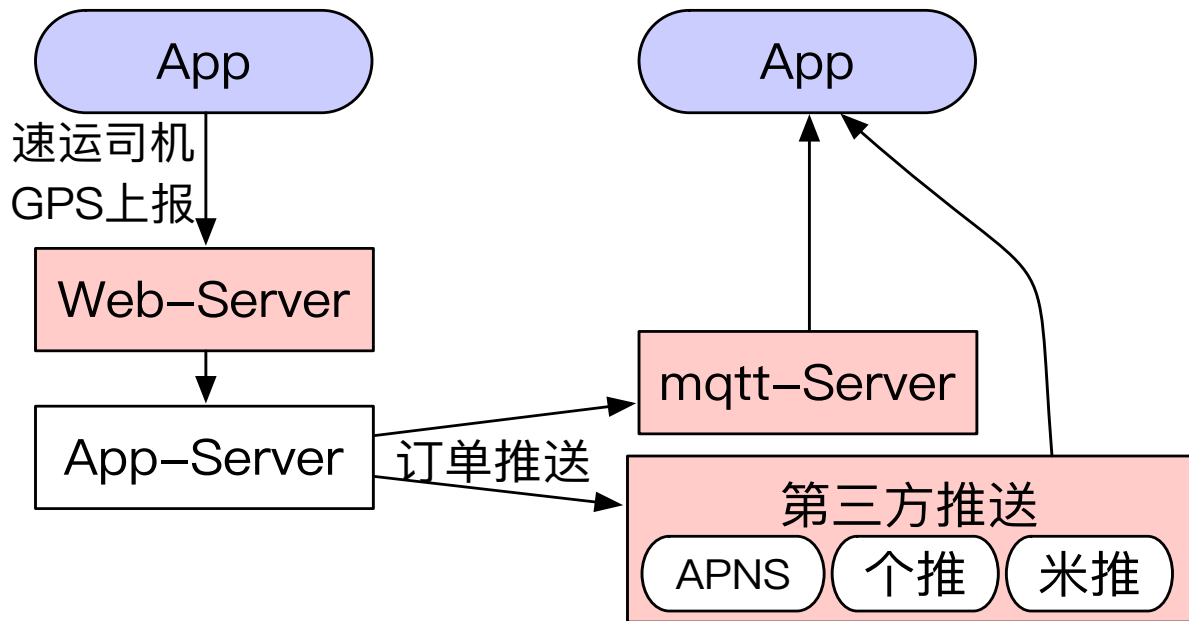 App
App
速运司机
GPS上报
Web-Server
mqtt-Server
App-Server
订单推送
第三方推送
APNS
个推
米推